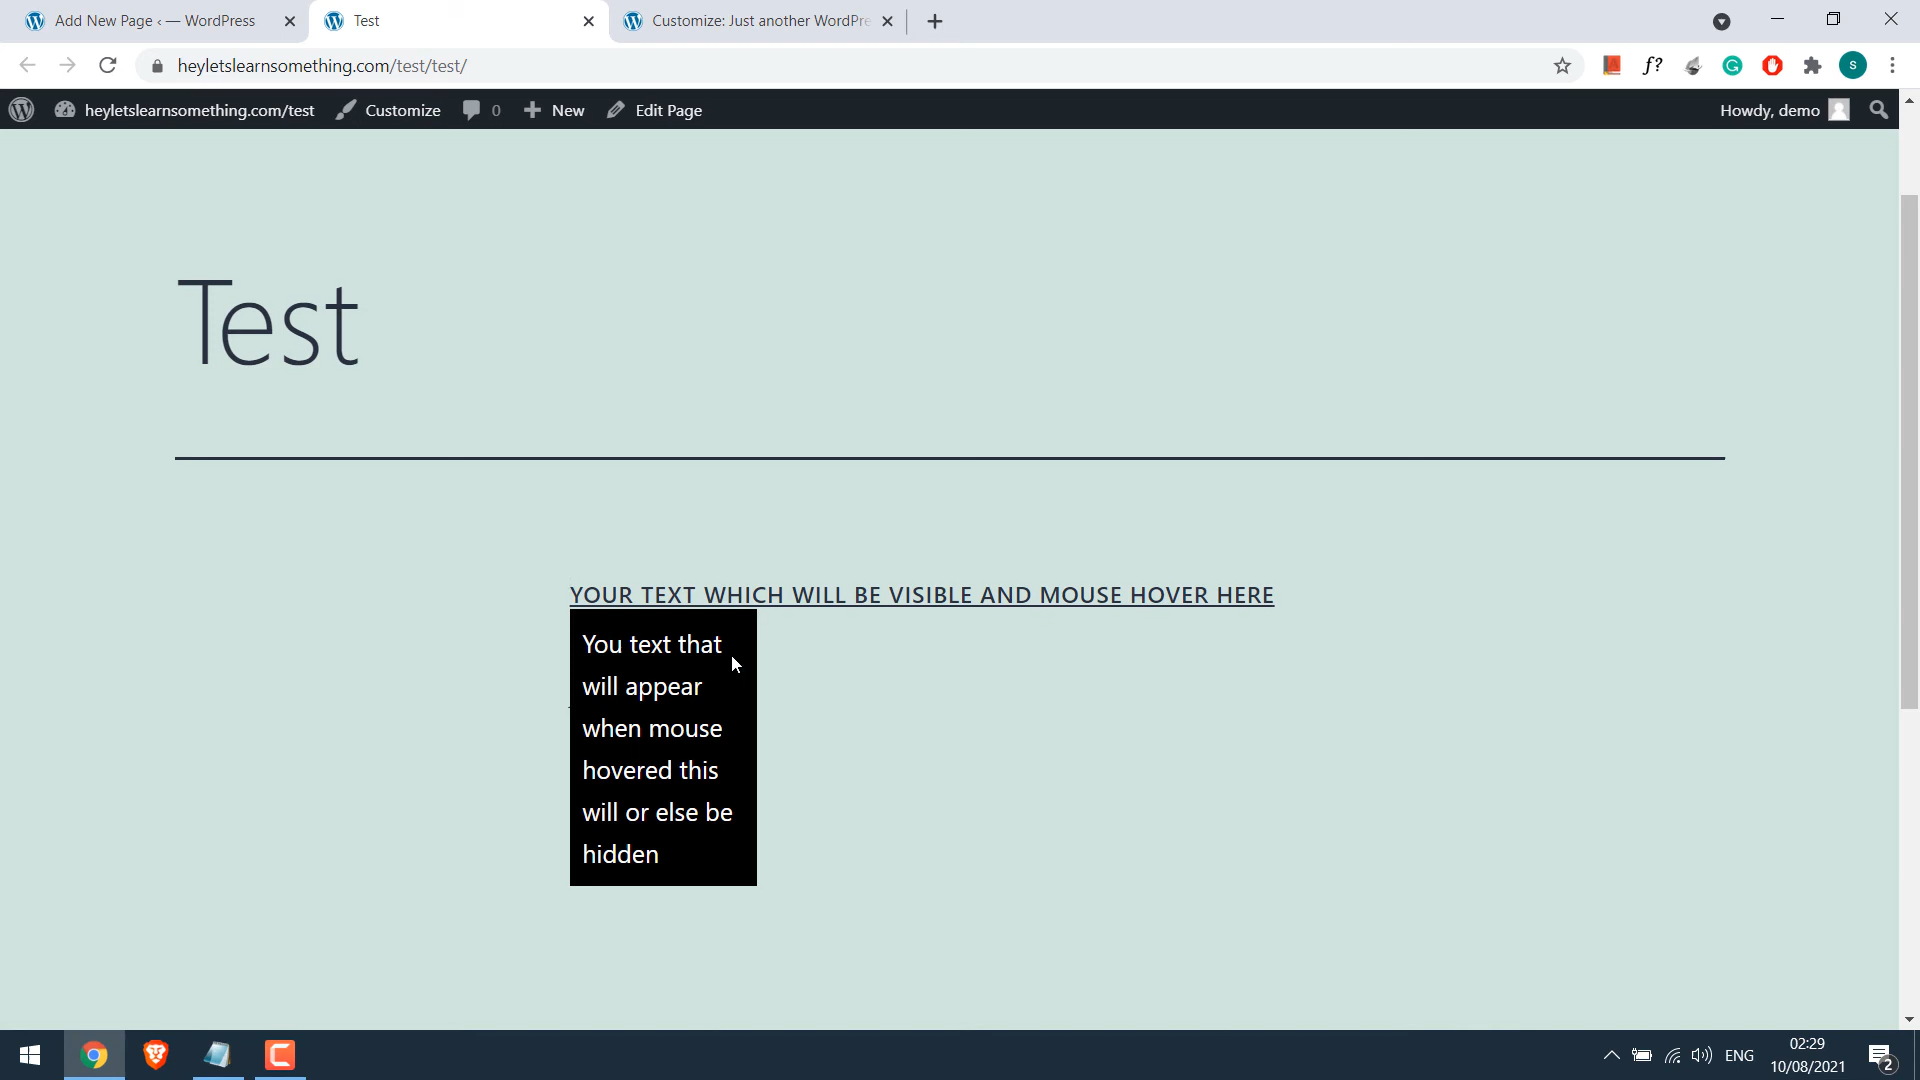 Add New Page ‹ — WordPress
Test
Customize: Just another WordPre
heyletslearnsomething.com/test/test/
f?
G
S
heyletslearnsomething.com/test
Customize
0
New
Edit Page
Howdy, demo
Test
YOUR TEXT WHICH WILL BE VISIBLE AND MOUSE HOVER HERE
You text that
will appear
when mouse
hovered this
will or else be
hidden
ENG
02:29
10/08/2021
2